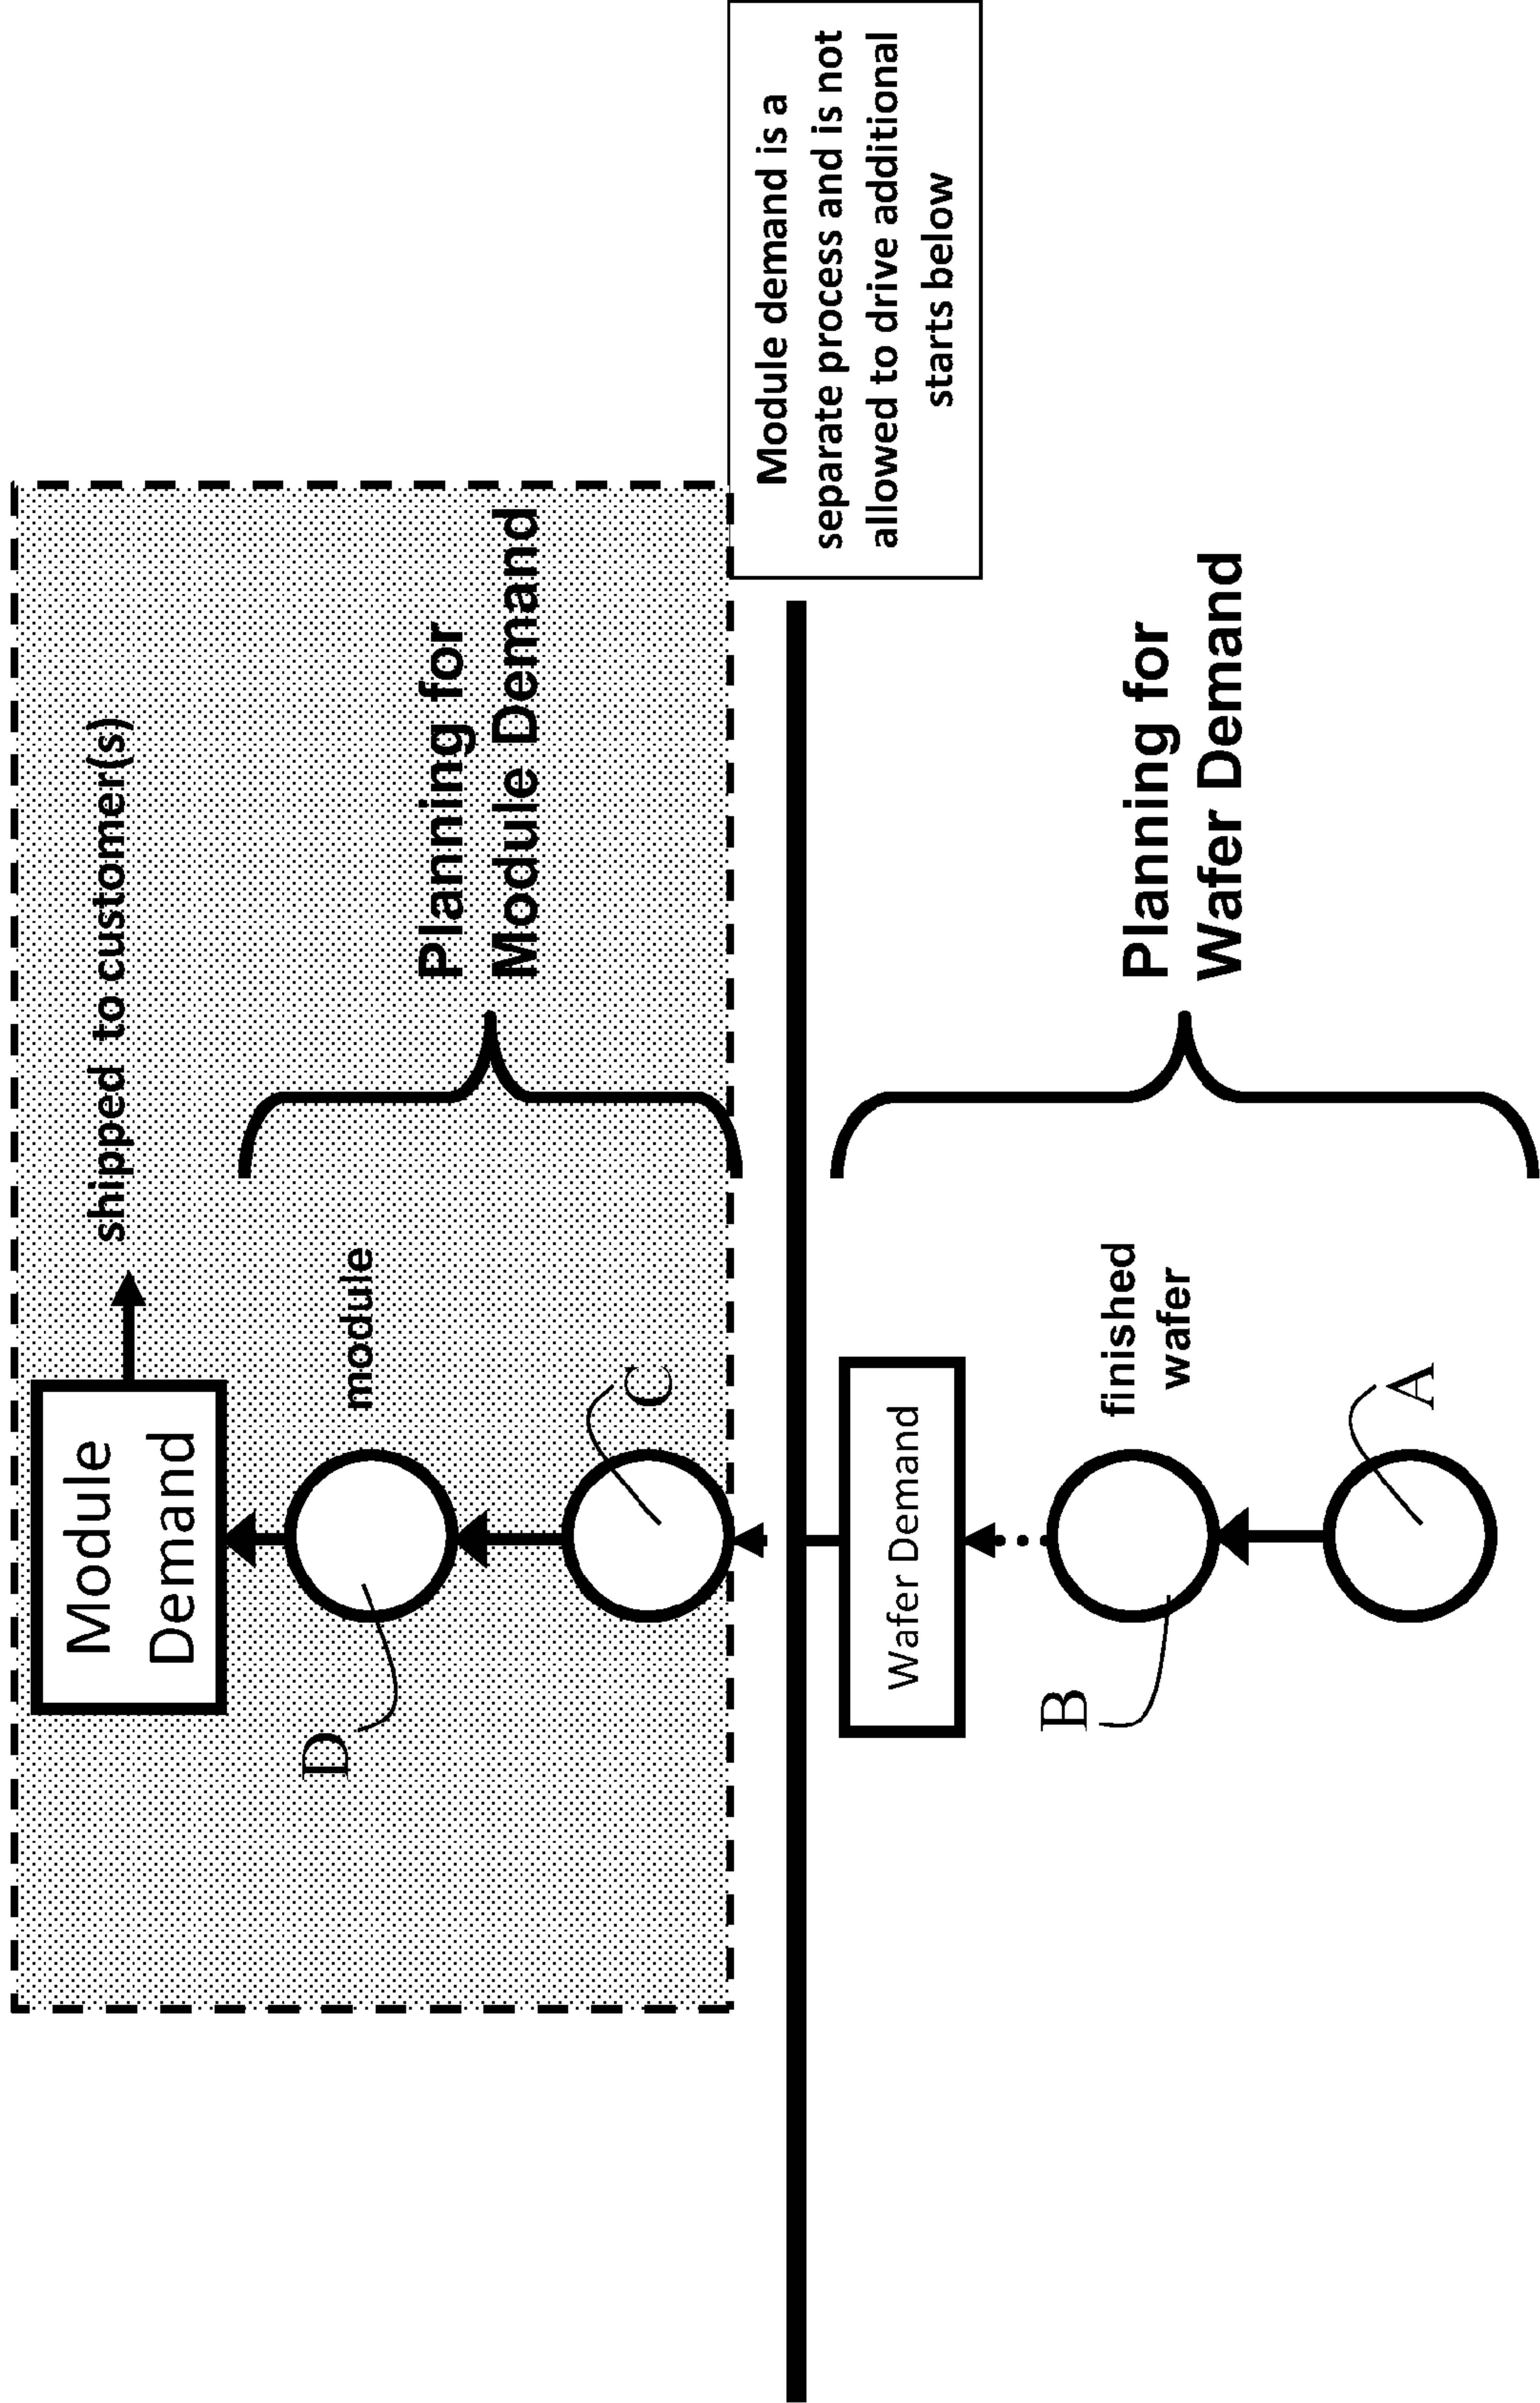 Module
Demand
shipped to customer(s)
D
module
C
Planning for
Module Demand
Module demand is a
separate process and is not
allowed to drive additional
starts below
Wafer Demand
B
finished
wafer
A
Planning for
Wafer Demand